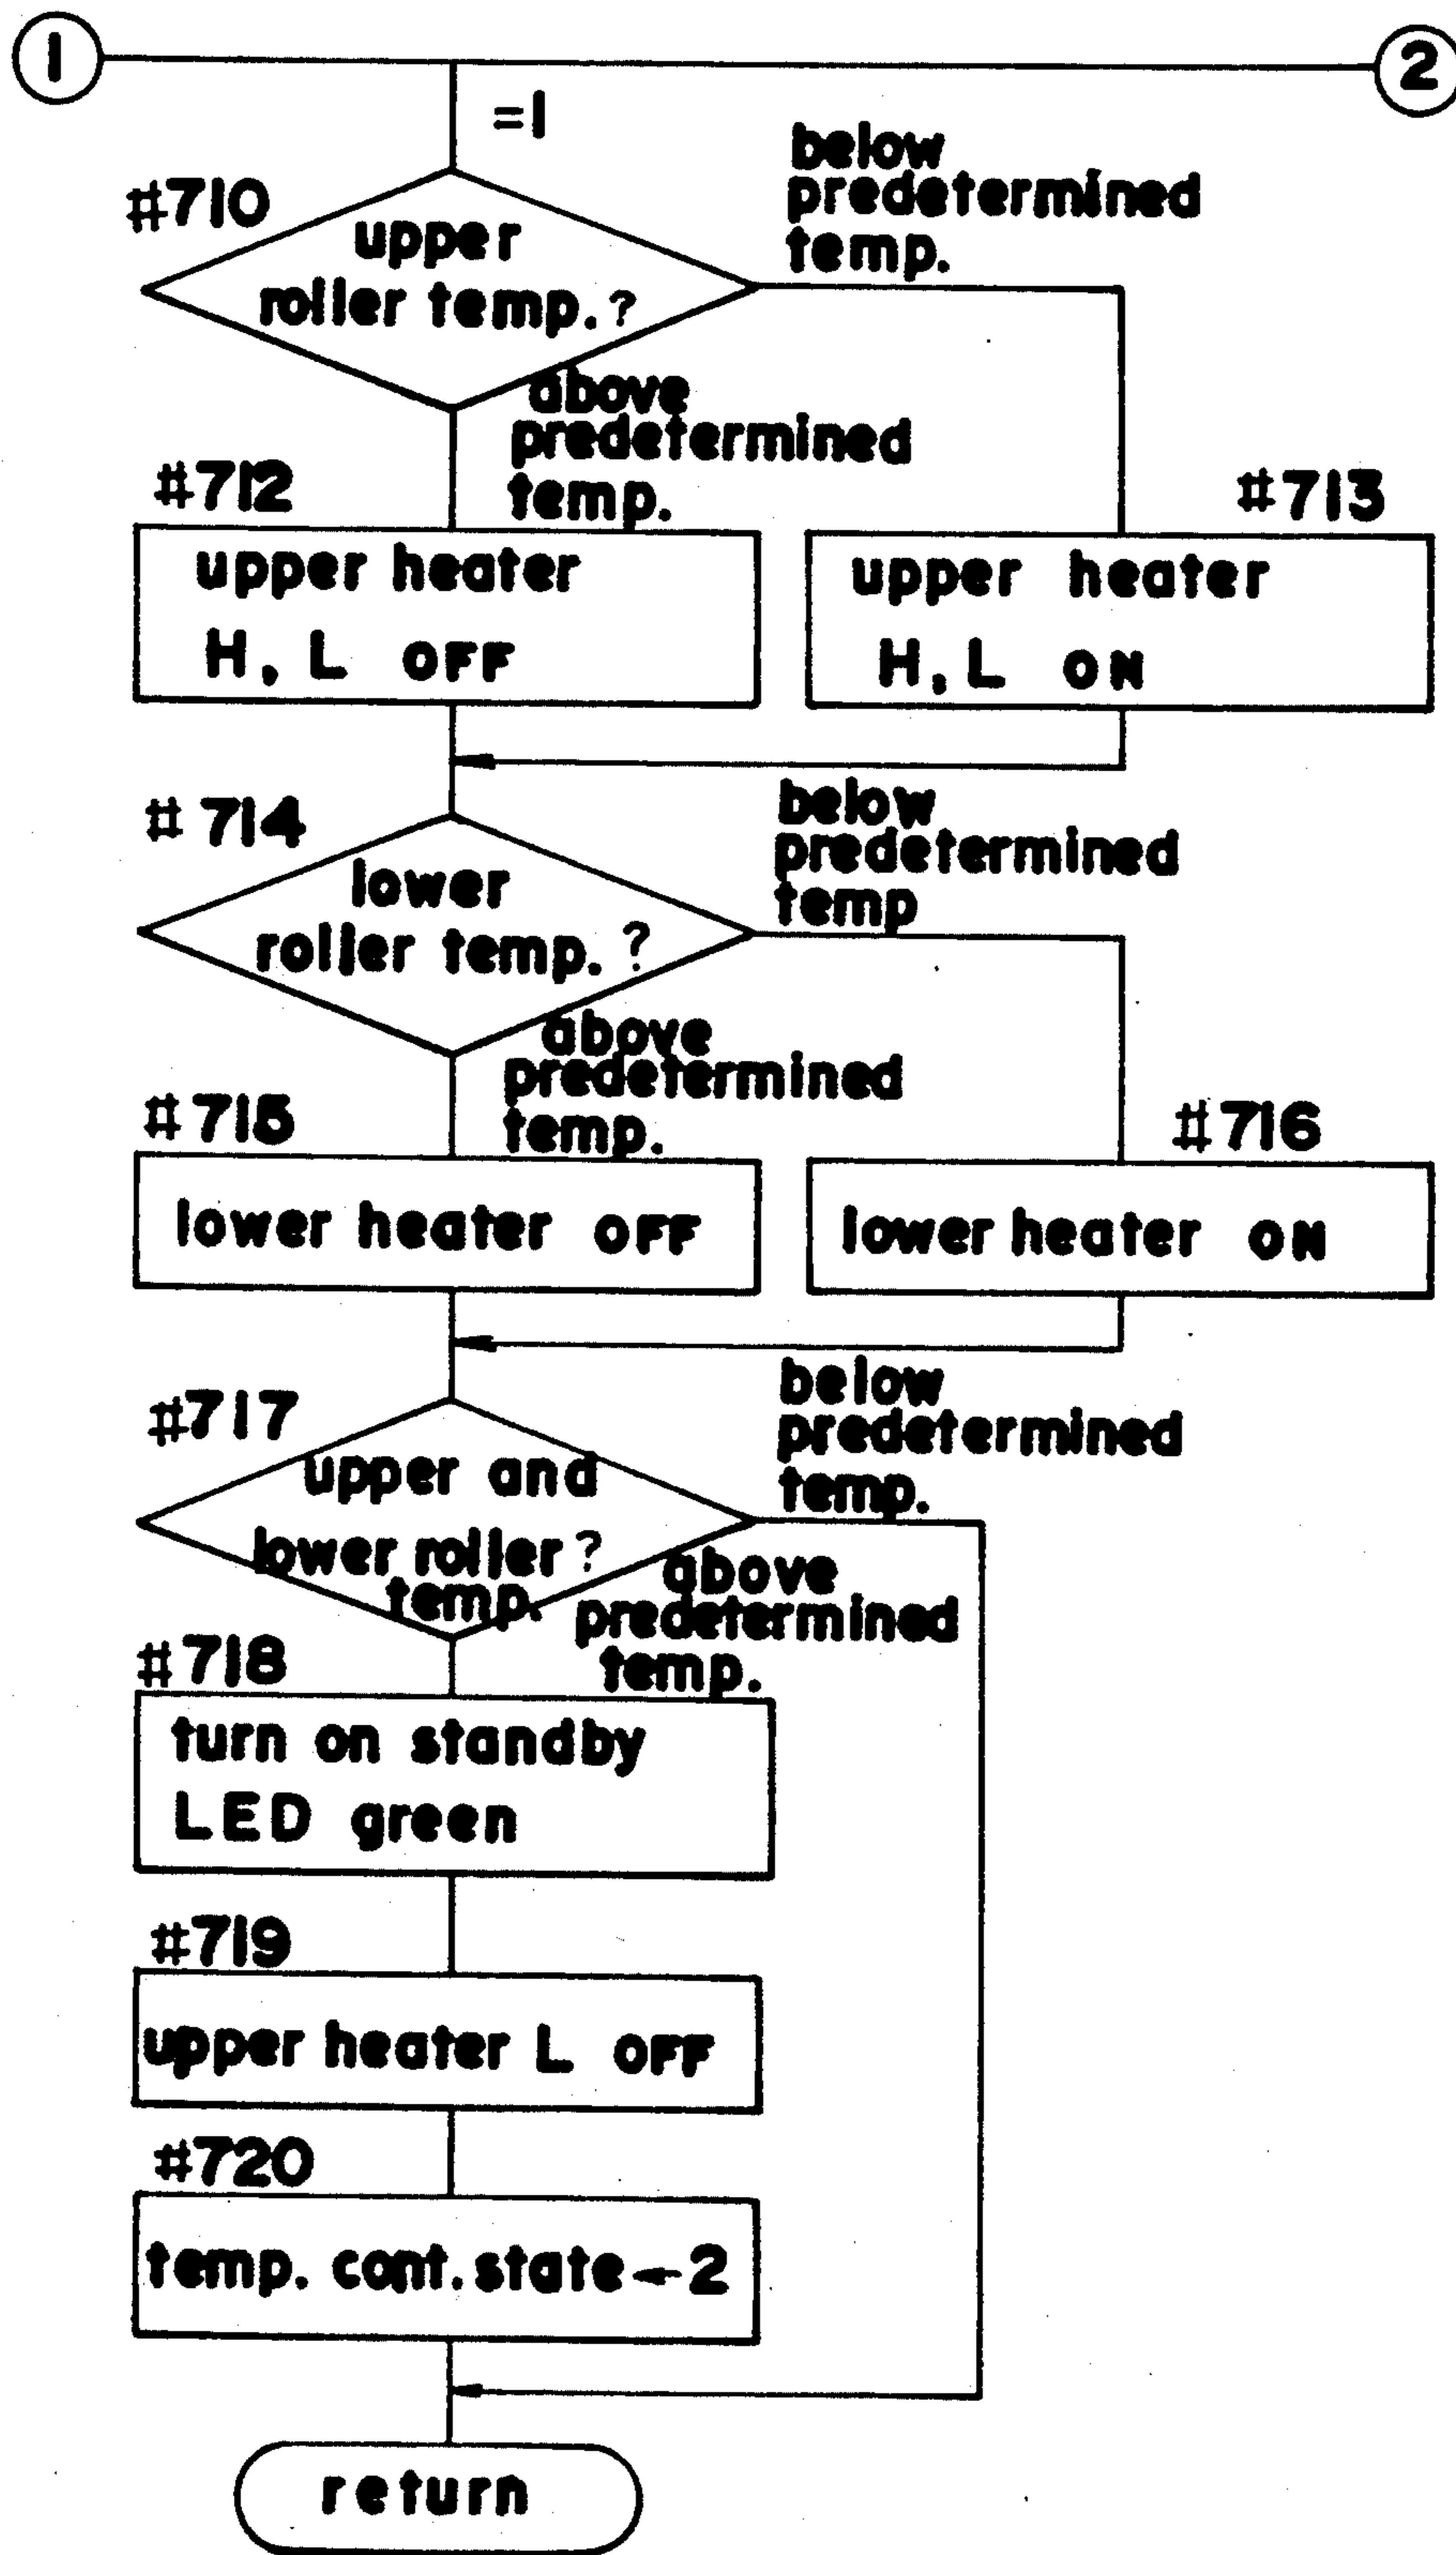 1
2
=1
#710
upper
roller temp.?
below
predetermined
temp.
above
predetermined
temp.
#712
upper heater
H, L OFF
#713
upper heater
H, L ON
#714
lower
roller temp. ?
below
predetermined
temp
above
predetermined
temp.
#715
lower heater OFF
#716
lower heater ON
#717
upper and
lower roller ?
temp.
below
predetermined
temp.
above
predetermined
temp.
#718
turn on standby
LED green
#719
upper heater L OFF
#720
temp. cont. state ← 2
return